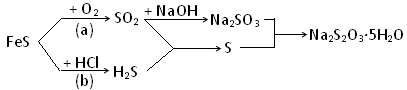 + O₂ SO₂ + NaOH Na₂SO₃
(a)
FeS S Na₂S₂O₃·5H₂O
+ HCl H₂S
(b)